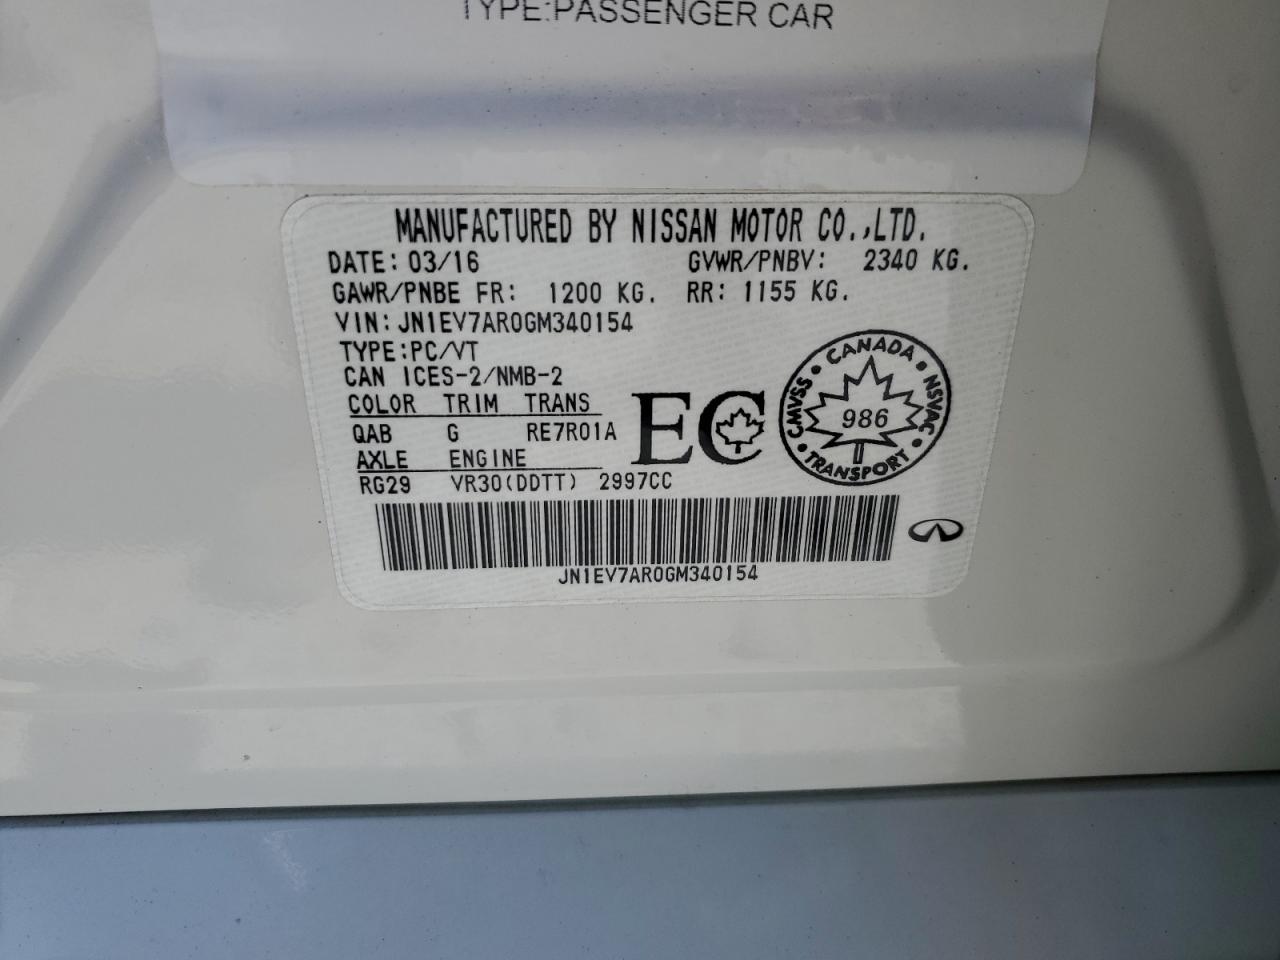 TYPE:PASSENGER CAR
MANUFACTURED BY NISSAN MOTOR CO.,LTD.
DATE: 03/16 GVWR/PNBV: 2340 KG.
GAWR/PNBE FR: 1200 KG. RR: 1155 KG.
VIN: JN1EV7AR0GM340154
TYPE:PC/VT
CAN ICES-2/NMB-2
COLOR TRIM TRANS
QAB G RE7R01A
AXLE ENGINE
RG29 VR30(DDTT) 2997CC
EC
CANADA
CMVSS • NSVAC
986
TRANSPORT
JN1EV7AR0GM340154